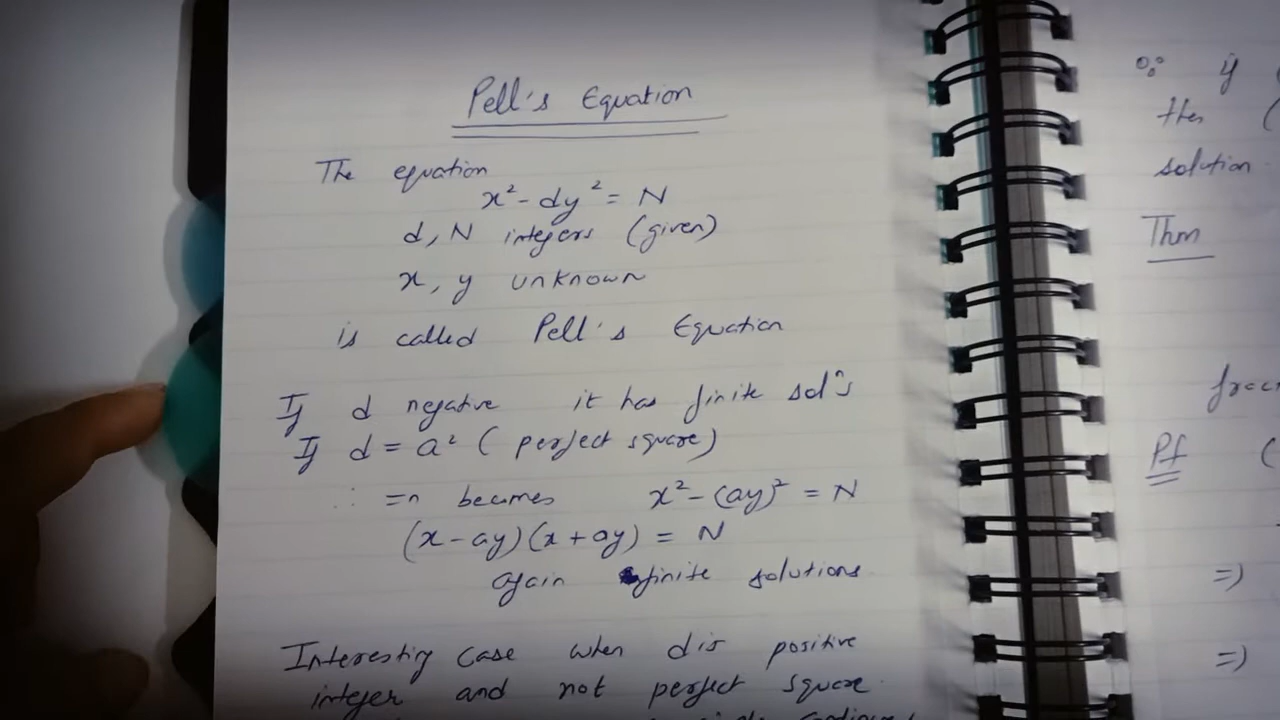 Pell's Equation
The equation
x² - dy² = N
d, N integers (given)
x, y unknown
is called Pell's Equation
If d negative it has finite solⁿs
If d = a² (perfect square)
∴ =n becomes x² - (ay)² = N
(x - ay)(x + ay) = N
again finite solutions
Interesting case when d is positive
integer and not perfect square
∴ if
then (
solution
Thm
Pf (
=)
=)